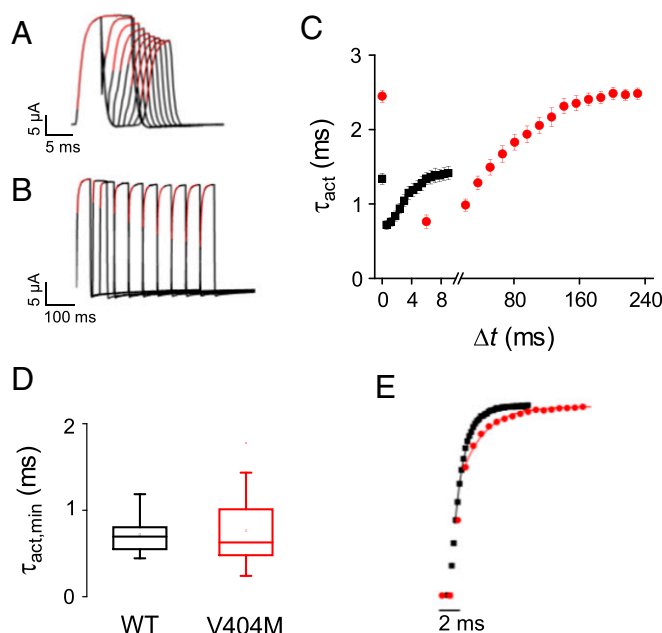 A
5 µA
5 ms
B
5 µA
100 ms
C
3
2
1
0
τact (ms)
0 4 8 80 160 240
Δt (ms)
D
2
1
0
τact,min (ms)
WT V404M
E
2 ms